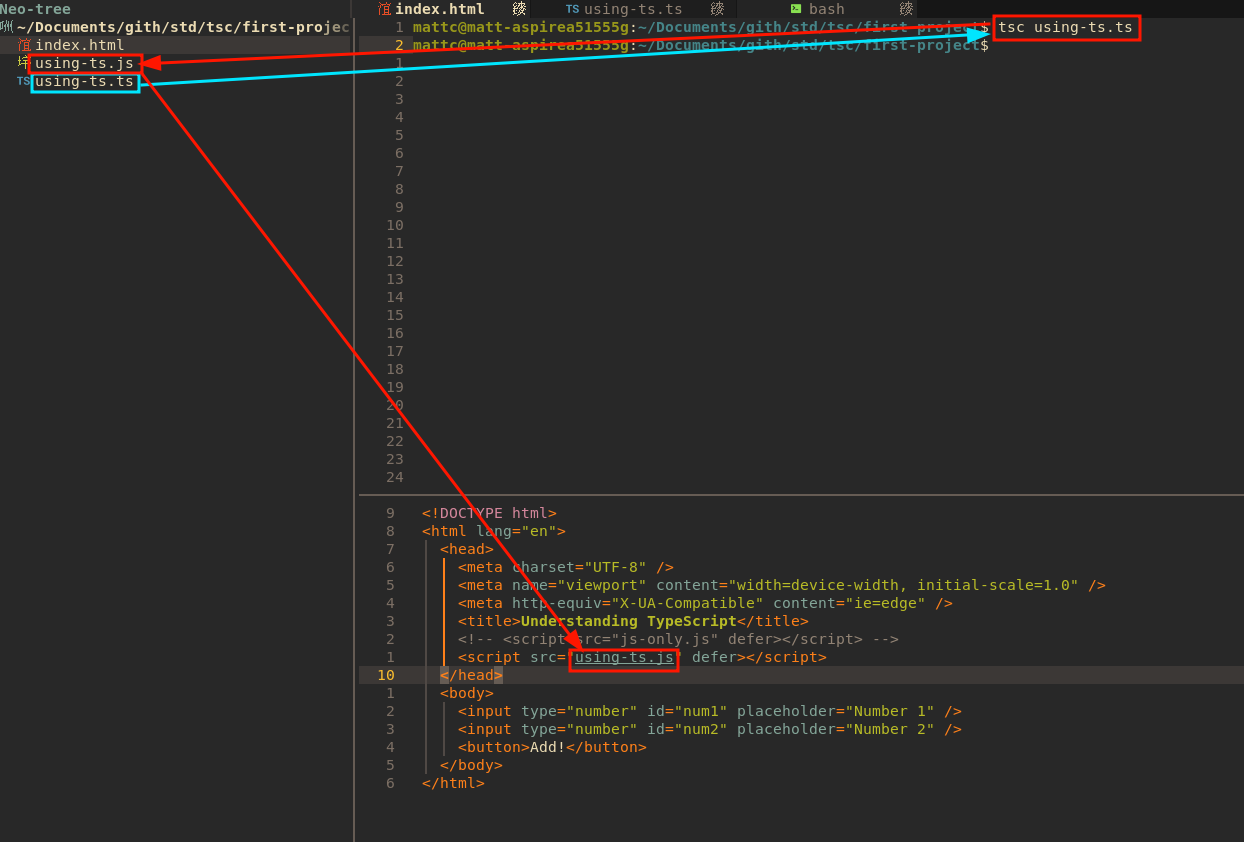 Neo-tree
~/Documents/gith/std/tsc/first-projec
index.html
using-ts.js
TS using-ts.ts
index.html TS using-ts.ts bash
1 mattc@matt-aspirea51555g:~/Documents/gith/std/tsc/first-project$ tsc using-ts.ts
2 mattc@matt-aspirea51555g:~/Documents/gith/std/tsc/first-project$
1
2
3
4
5
6
7
8
9
10
11
12
13
14
15
16
17
18
19
20
21
22
23
24
9 <!DOCTYPE html>
8 <html lang="en">
7 <head>
6 <meta charset="UTF-8" />
5 <meta name="viewport" content="width=device-width, initial-scale=1.0" />
4 <meta http-equiv="X-UA-Compatible" content="ie=edge" />
3 <title>Understanding TypeScript</title>
2 <!-- <script src="js-only.js" defer></script> -->
1 <script src="using-ts.js" defer></script>
10 </head>
1 <body>
2 <input type="number" id="num1" placeholder="Number 1" />
3 <input type="number" id="num2" placeholder="Number 2" />
4 <button>Add!</button>
5 </body>
6 </html>